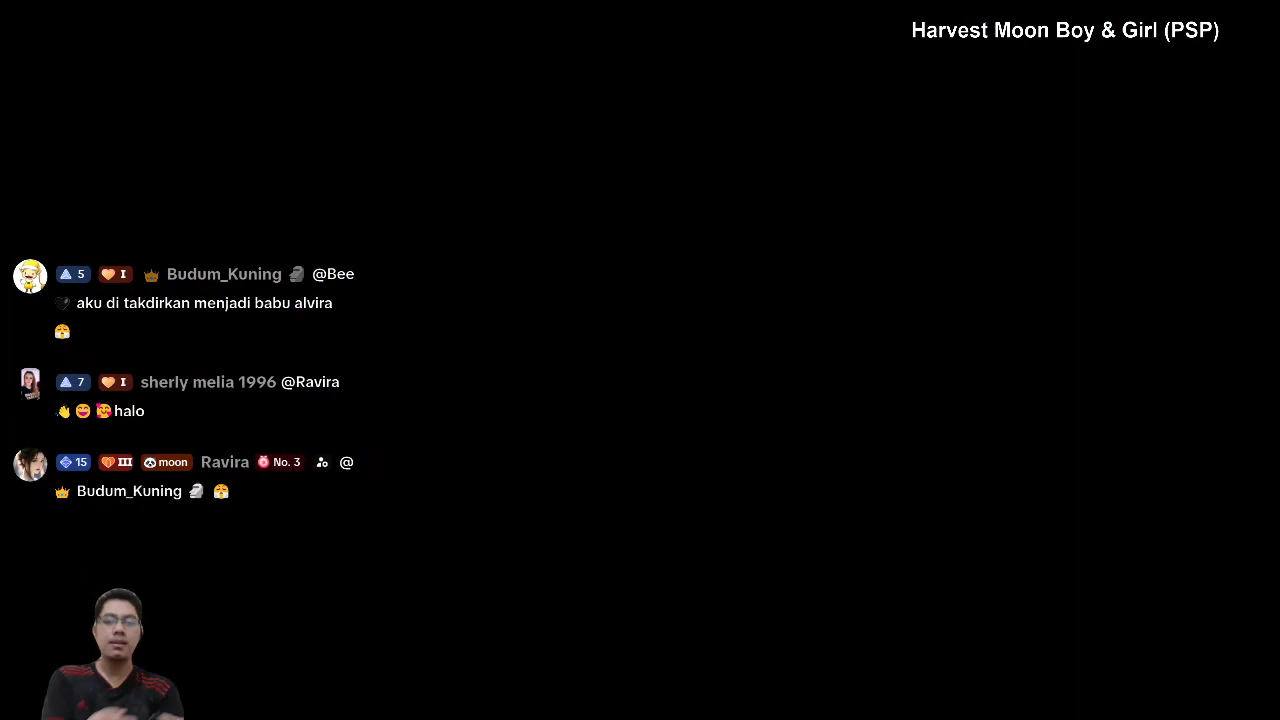 Harvest Moon Boy & Girl (PSP)
5 I Budum_Kuning 🗿 @Bee
🖤 aku di takdirkan menjadi babu alvira
😤
7 I sherly melia 1996 @Ravira
👋😄🥰halo
15 III moon Ravira No. 3 @
👑 Budum_Kuning 🗿 😤